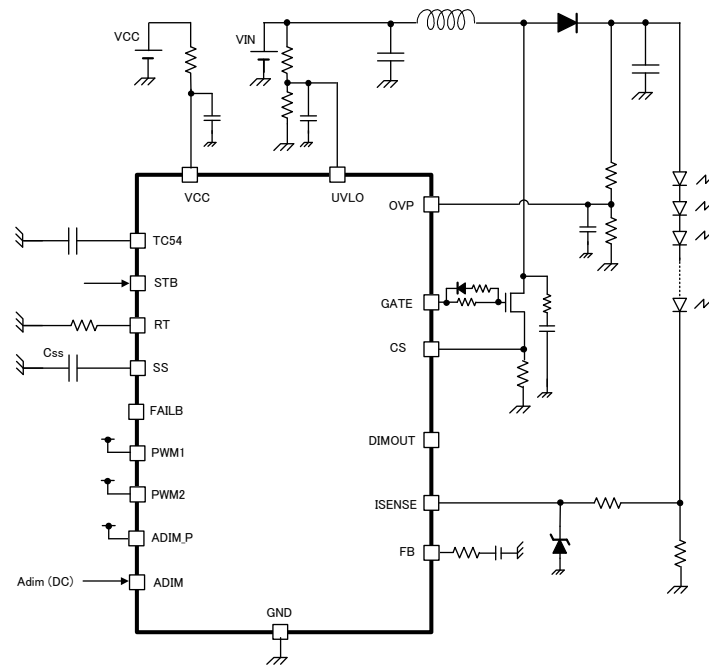 VCC
VIN
VCC
UVLO
OVP
TC54
STB
GATE
RT
CS
Css
SS
FAILB
DIMOUT
PWM1
PWM2
ISENSE
ADIM_P
FB
Adim (DC)
ADIM
GND